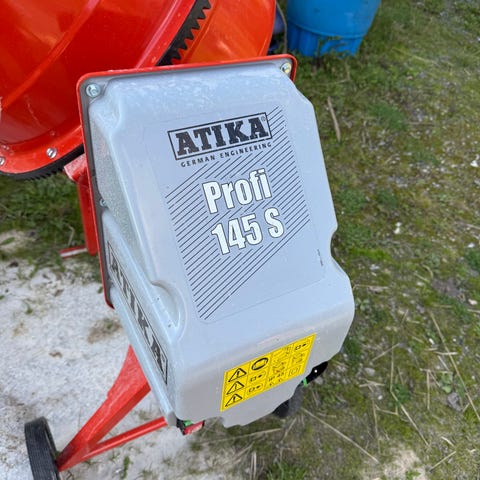 ATIKA
GERMAN ENGINEERING
Profi
145 S
ATIKA